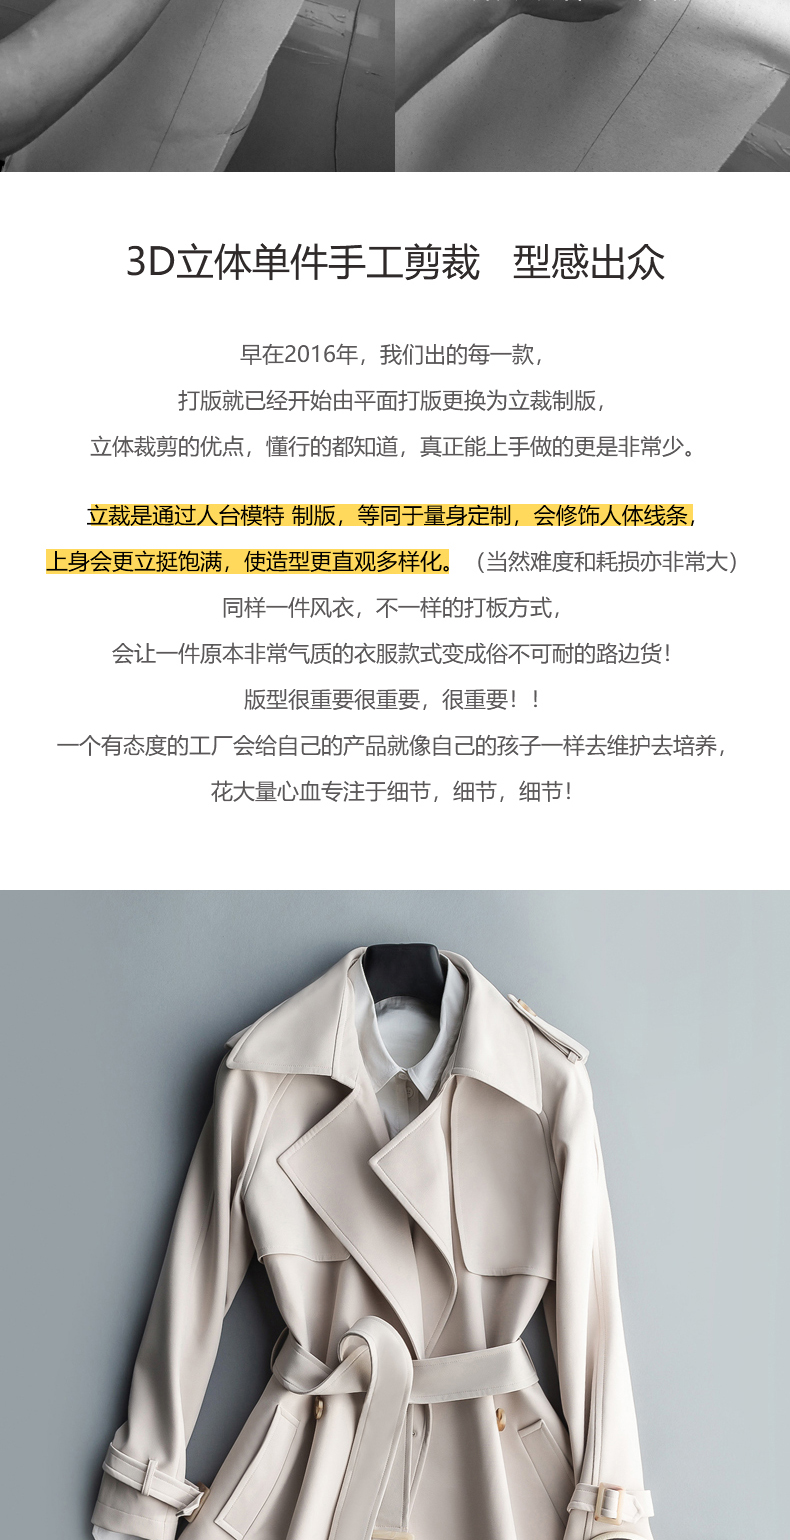 3D立体单件手工剪裁 型感出众
早在2016年，我们出的每一款，
打版就已经开始由平面打版更换为立裁制版，
立体裁剪的优点，懂行的都知道，真正能上手做的更是非常少。
立裁是通过人台模特 制版，等同于量身定制，会修饰人体线条，
上身会更立挺饱满，使造型更直观多样化。（当然难度和耗损亦非常大）
同样一件风衣，不一样的打板方式，
会让一件原本非常气质的衣服款式变成俗不可耐的路边货！
版型很重要很重要，很重要！！
一个有态度的工厂会给自己的产品就像自己的孩子一样去维护去培养，
花大量心血专注于细节，细节，细节！